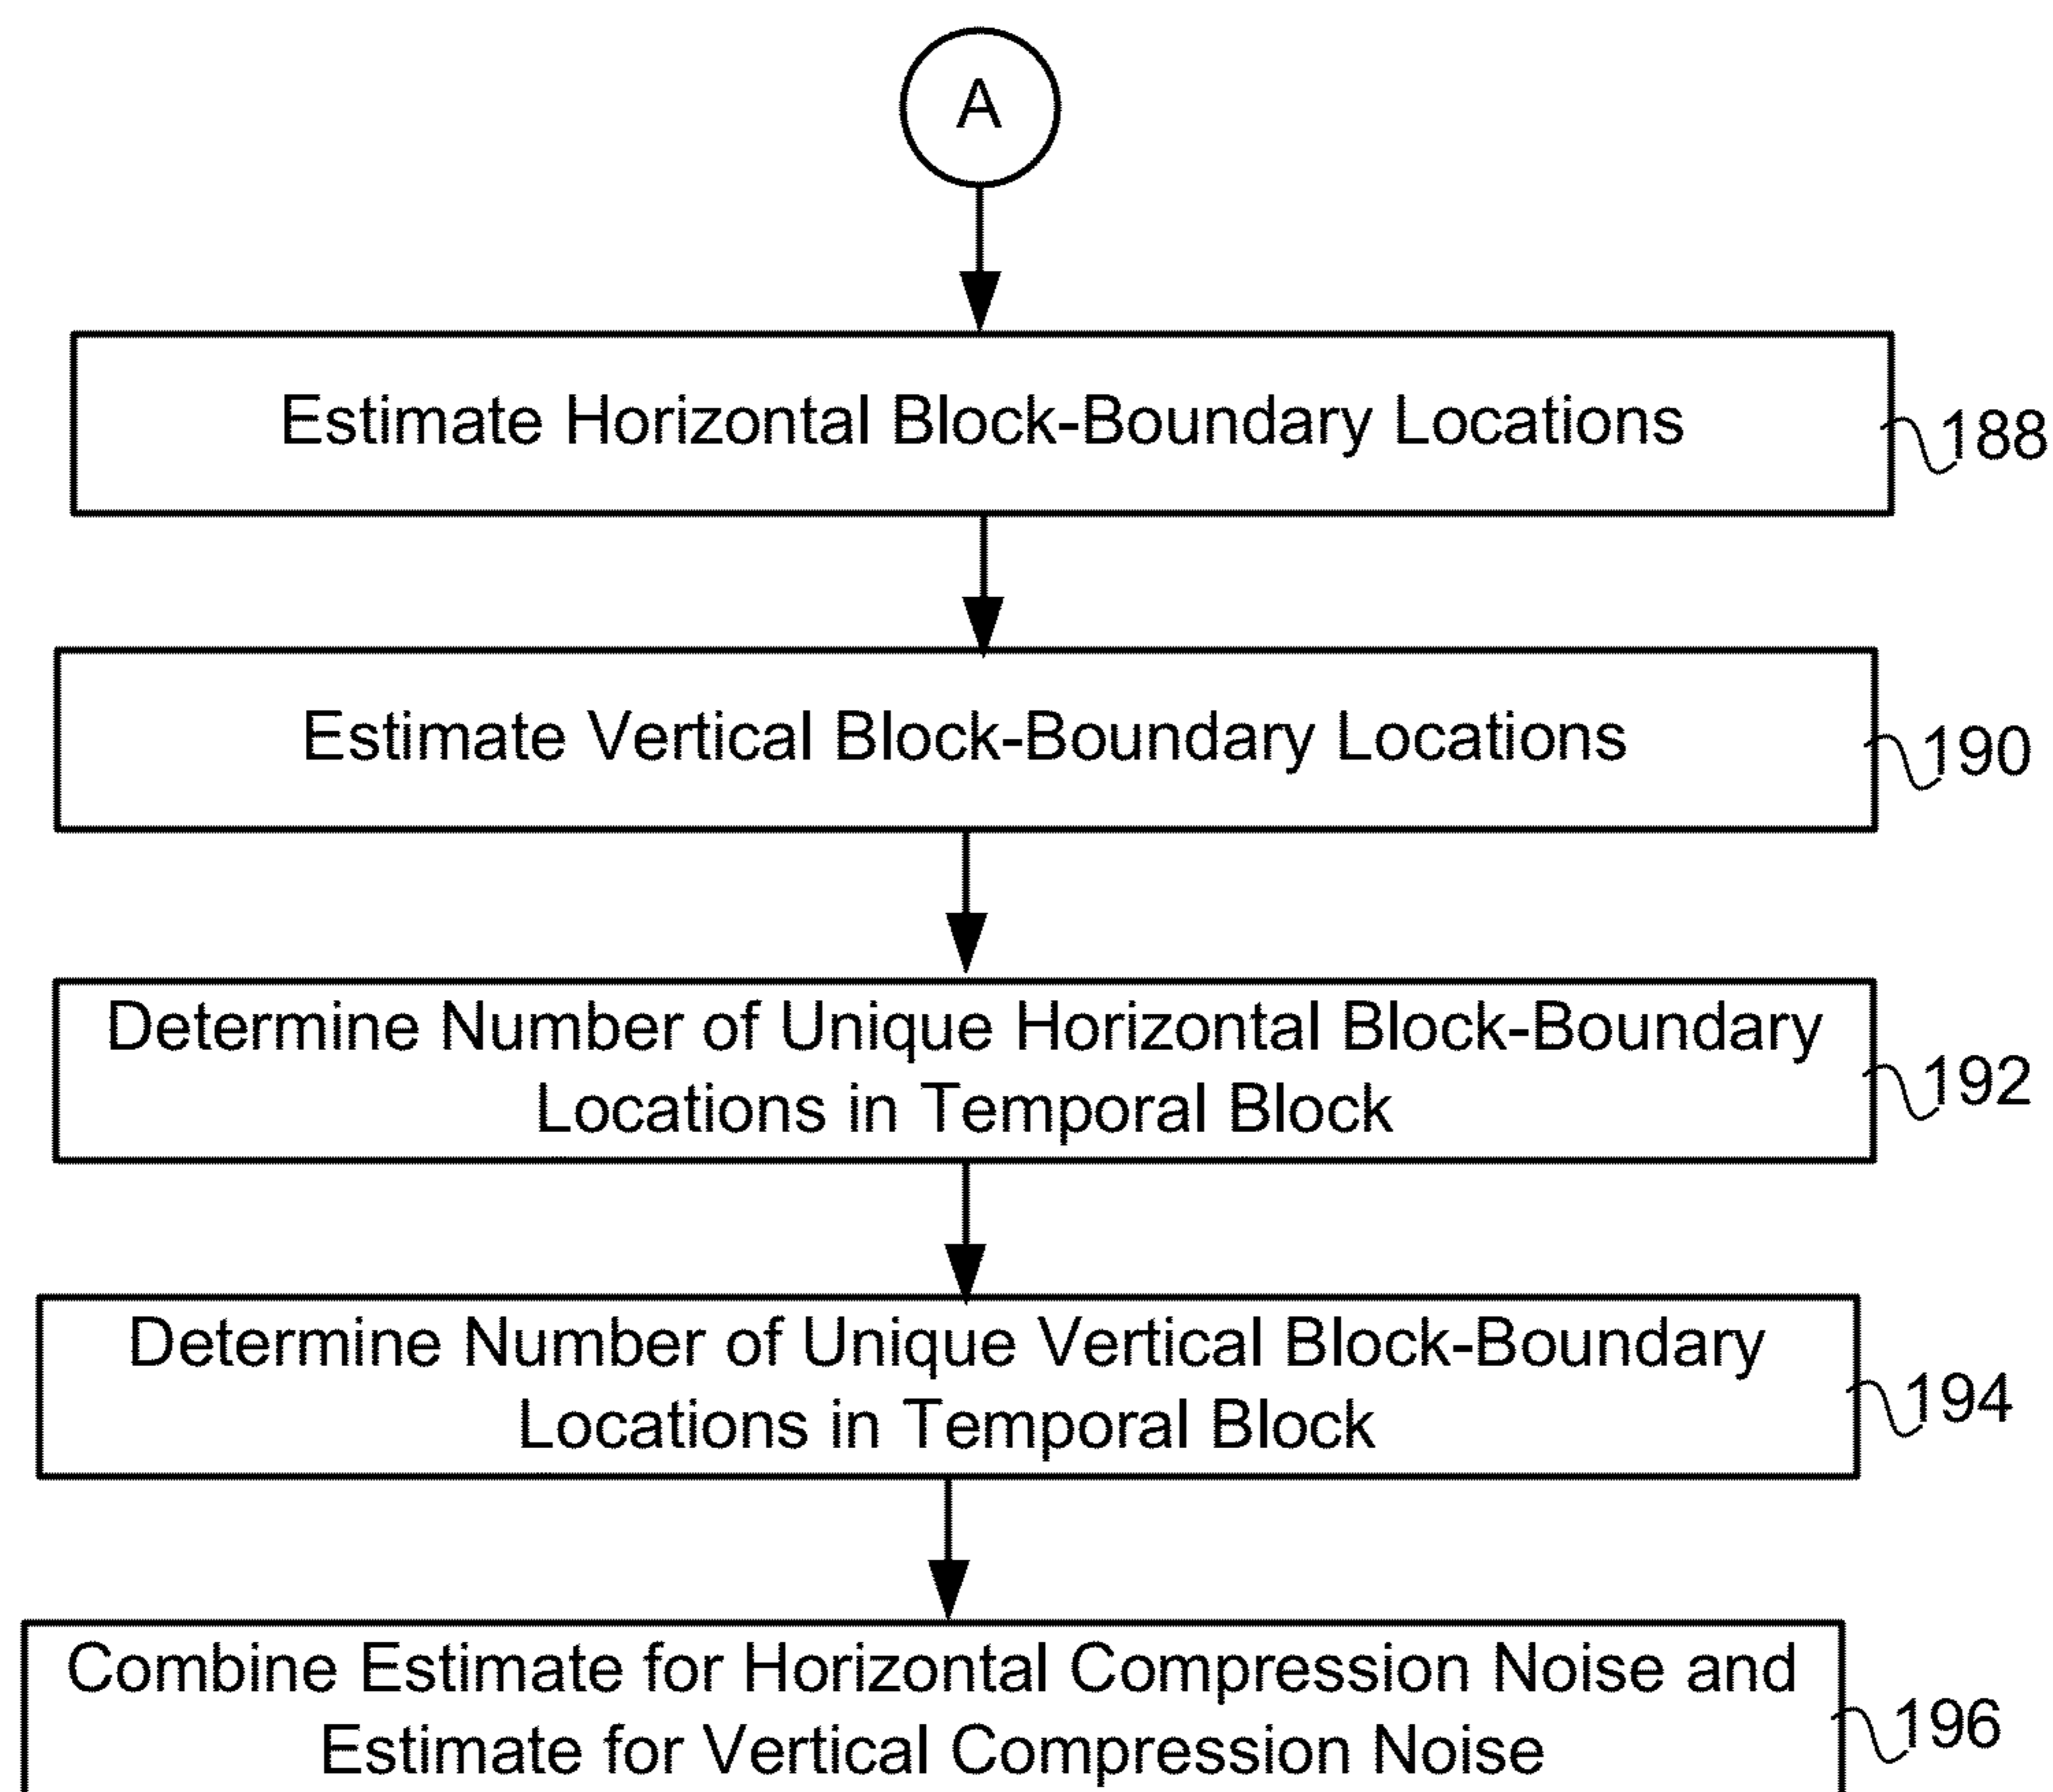 A
Estimate Horizontal Block-Boundary Locations
188
Estimate Vertical Block-Boundary Locations
190
Determine Number of Unique Horizontal Block-Boundary
Locations in Temporal Block
192
Determine Number of Unique Vertical Block-Boundary
Locations in Temporal Block
194
Combine Estimate for Horizontal Compression Noise and
Estimate for Vertical Compression Noise
196